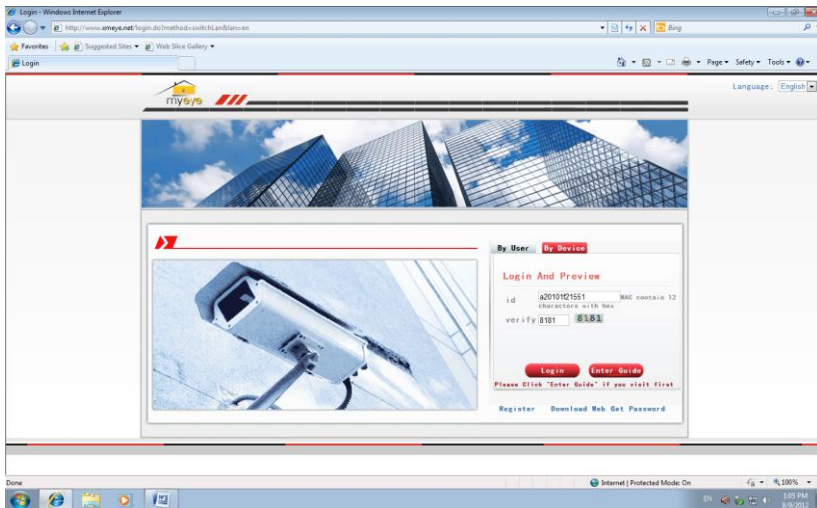 Login - Windows Internet Explorer
http://www.xmeye.net/login.do?method=switchLan&lan=en
Bing
Favorites Suggested Sites Web Slice Gallery
Login
Page Safety Tools
Language: English
myeye
By User By Device
Login And Preview
id a20101f21551 MAC contain 12
characters with hex
verify 8181 8181
Login Enter Guide
Please Click "Enter Guide" if you visit first
Register Download Web Get Password
Done
Internet | Protected Mode: On
100%
EN
1:05 PM
8/9/2012